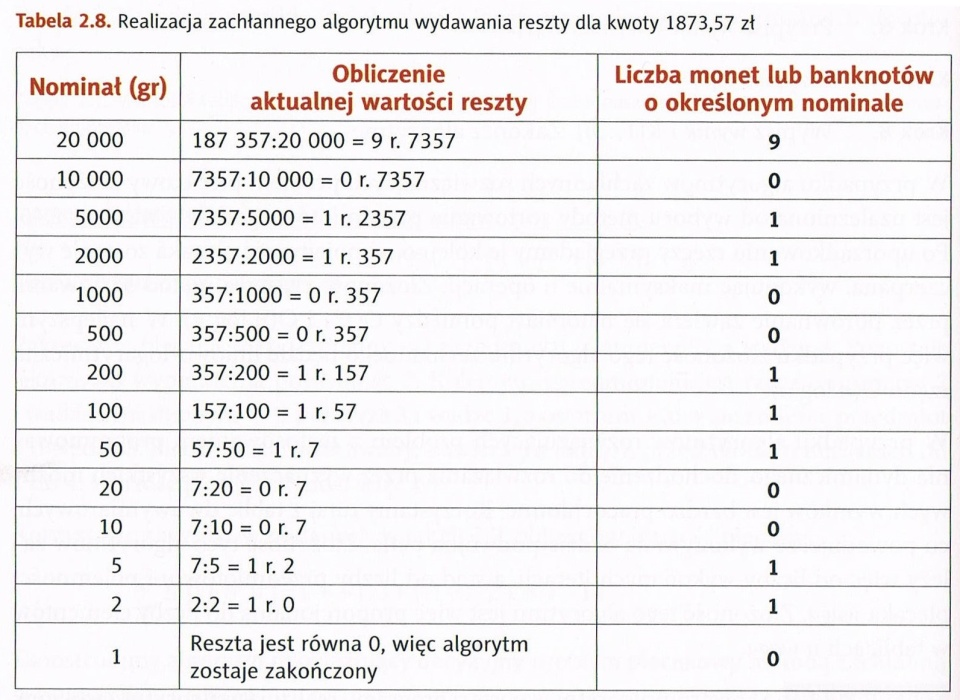 Tabela 2.8. Realizacja zachłannego algorytmu wydawania reszty dla kwoty 1873,57 zł
Nominał (gr) Obliczenie aktualnej wartości reszty Liczba monet lub banknotów o określonym nominale
20 000 187 357:20 000 = 9 r. 7357 9
10 000 7357:10 000 = 0 r. 7357 0
5000 7357:5000 = 1 r. 2357 1
2000 2357:2000 = 1 r. 357 1
1000 357:1000 = 0 r. 357 0
500 357:500 = 0 r. 357 0
200 357:200 = 1 r. 157 1
100 157:100 = 1 r. 57 1
50 57:50 = 1 r. 7 1
20 7:20 = 0 r. 7 0
10 7:10 = 0 r. 7 0
5 7:5 = 1 r. 2 1
2 2:2 = 1 r. 0 1
1 Reszta jest równa 0, więc algorytm zostaje zakończony 0